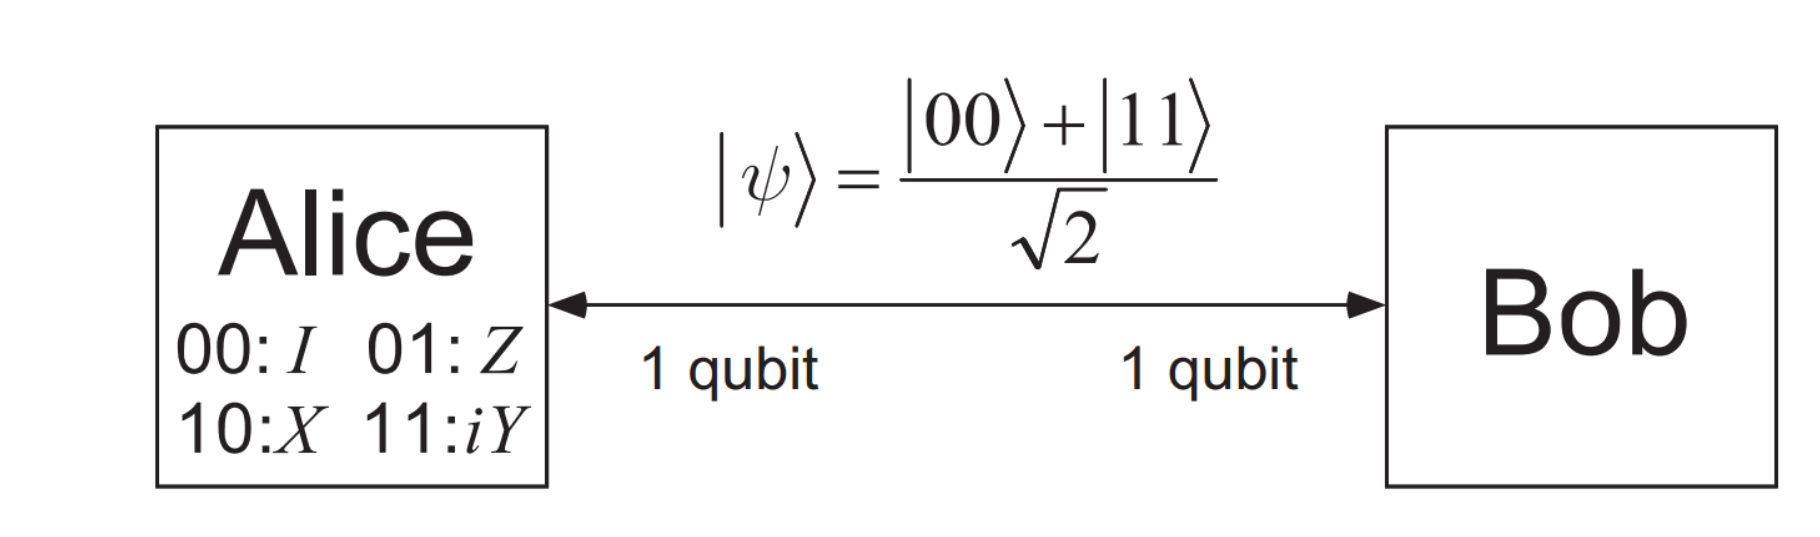 |ψ⟩ = |00⟩+|11⟩ / √2
Alice
00: I 01: Z
10:X 11:iY
1 qubit 1 qubit
Bob